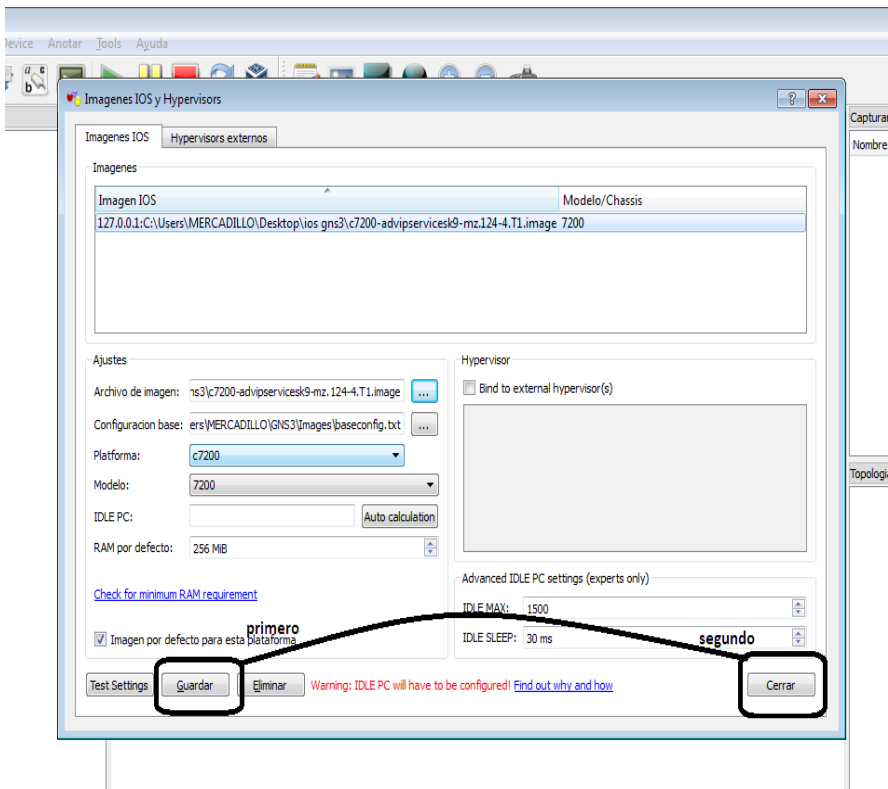 Device Anotar Tools Ayuda
Imagenes IOS y Hypervisors
Capturar
Imagenes IOS Hypervisors externos
Nombre
Imagenes
Imagen IOS Modelo/Chassis
127.0.0.1:C:\Users\MERCADILLO\Desktop\ios gns3\c7200-advipservicesk9-mz.124-4.T1.image 7200
Ajustes
Archivo de imagen: ns3\c7200-advipservicesk9-mz.124-4.T1.image ...
Configuracion base: ers\MERCADILLO\GNS3\Images\baseconfig.txt ...
Platforma: c7200
Modelo: 7200
IDLE PC: Auto calculation
RAM por defecto: 256 MiB
Check for minimum RAM requirement
primero
Imagen por defecto para esta plataforma
Hypervisor
Bind to external hypervisor(s)
Topologia
Advanced IDLE PC settings (experts only)
IDLE MAX: 1500
IDLE SLEEP: 30 ms
segundo
Test Settings Guardar Eliminar Warning: IDLE PC will have to be configured! Find out why and how Cerrar